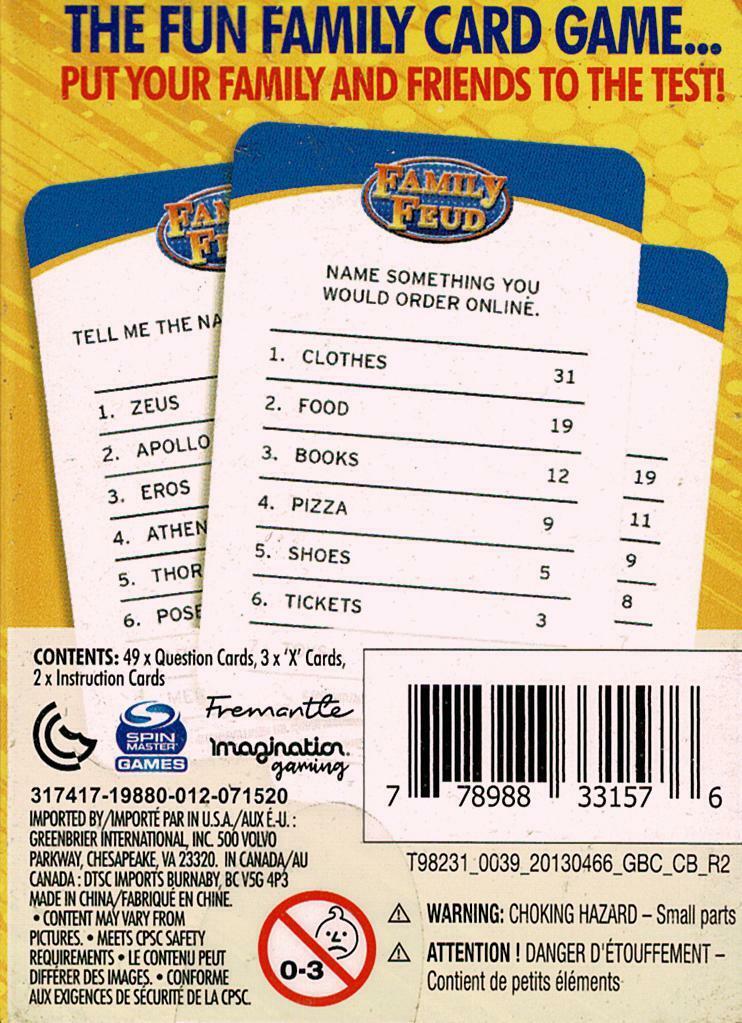 THE FUN FAMILY CARD GAME...
PUT YOUR FAMILY AND FRIENDS TO THE TEST!
FAMILY
FEUD
NAME SOMETHING YOU
WOULD ORDER ONLINE.
1. CLOTHES 31
2. FOOD 19
3. BOOKS 12
4. PIZZA 9
5. SHOES 5
6. TICKETS 3
FAM
FE
TELL ME THE NA
1. ZEUS
2. APOLLO
3. EROS
4. ATHEN
5. THOR
6. POSE
19
11
9
8
CONTENTS: 49 x Question Cards, 3 x 'X' Cards,
2 x Instruction Cards
SPIN
MASTER
GAMES
Fremantle
Imagination.
gaming
317417-19880-012-071520
IMPORTED BY/IMPORTÉ PAR IN U.S.A./AUX É.-U. :
GREENBRIER INTERNATIONAL, INC. 500 VOLVO
PARKWAY, CHESAPEAKE, VA 23320. IN CANADA/AU
CANADA : DTSC IMPORTS BURNABY, BC V5G 4P3
MADE IN CHINA/FABRIQUÉ EN CHINE.
• CONTENT MAY VARY FROM
PICTURES. • MEETS CPSC SAFETY
REQUIREMENTS • LE CONTENU PEUT
DIFFÉRER DES IMAGES. • CONFORME
AUX EXIGENCES DE SÉCURITÉ DE LA CPSC.
0-3
7 78988 33157 6
T98231_0039_20130466_GBC_CB_R2
WARNING: CHOKING HAZARD – Small parts
ATTENTION ! DANGER D'ÉTOUFFEMENT –
Contient de petits éléments